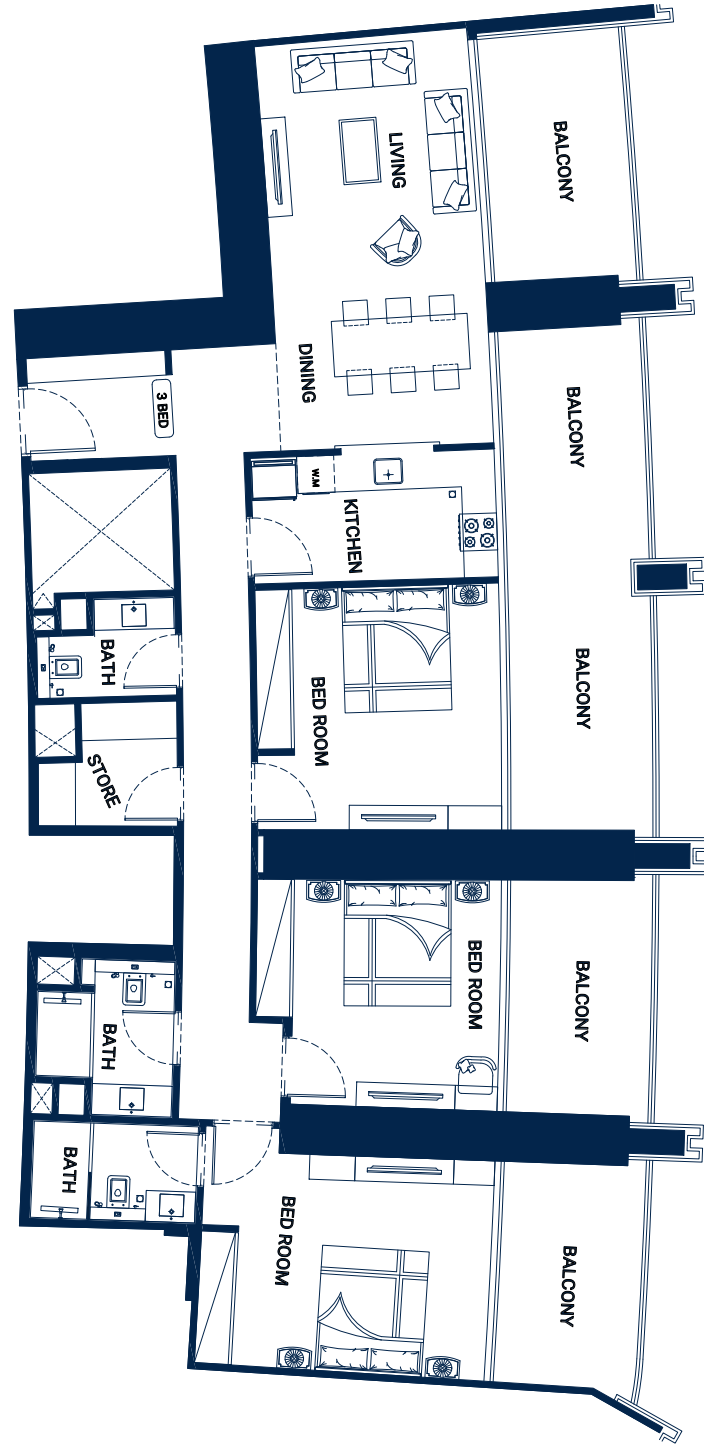 BALCONY
LIVING
DINING
3 BED
BALCONY
W.M
KITCHEN
BATH
BED ROOM
BALCONY
STORE
BED ROOM
BALCONY
BATH
BATH
BED ROOM
BALCONY